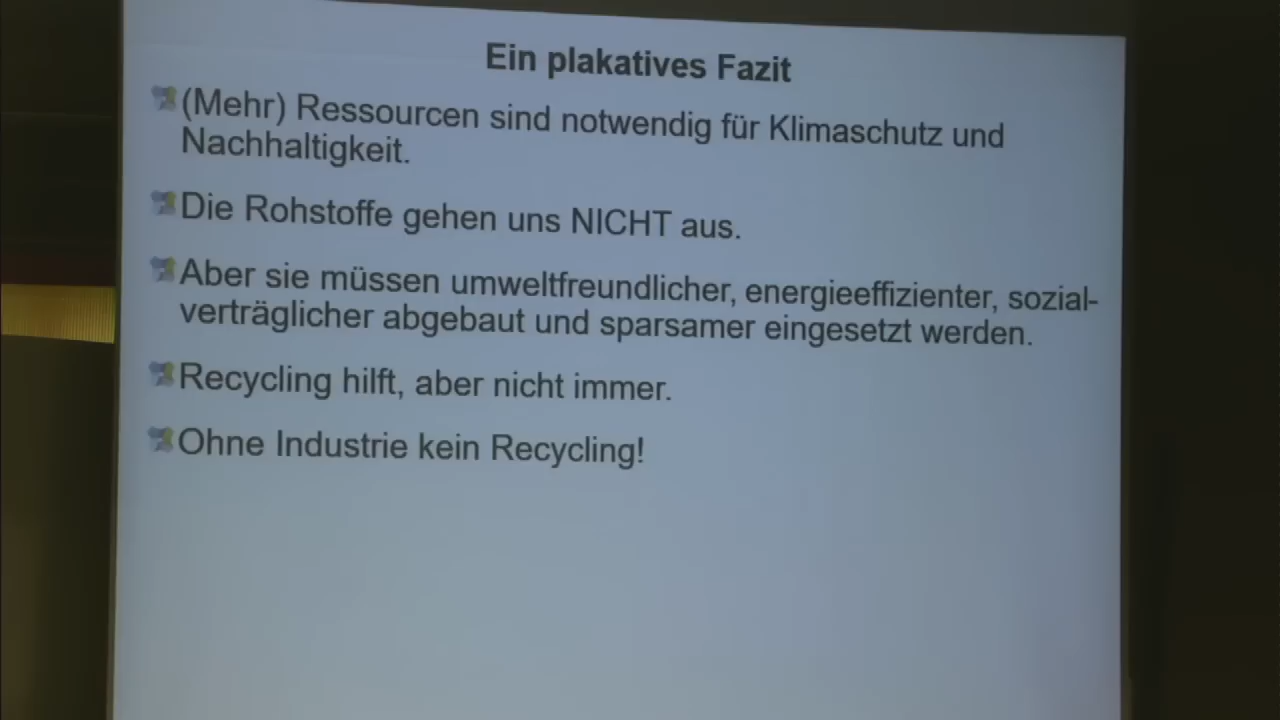 Ein plakatives Fazit
(Mehr) Ressourcen sind notwendig für Klimaschutz und
Nachhaltigkeit.
Die Rohstoffe gehen uns NICHT aus.
Aber sie müssen umweltfreundlicher, energieeffizienter, sozial-
verträglicher abgebaut und sparsamer eingesetzt werden.
Recycling hilft, aber nicht immer.
Ohne Industrie kein Recycling!